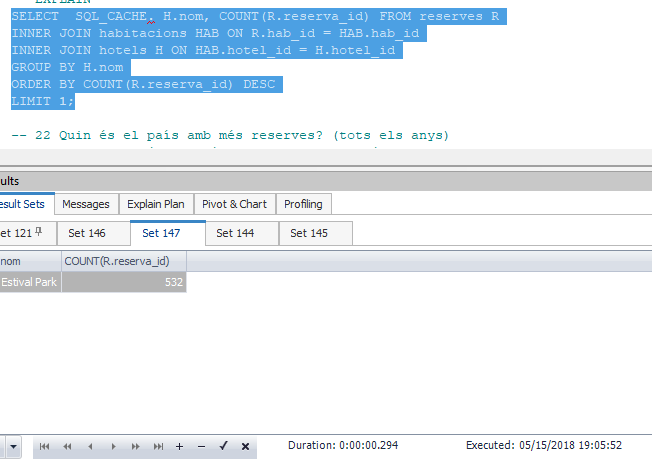 EXPLAIN
SELECT  SQL_CACHE, H.nom, COUNT(R.reserva_id) FROM reserves R
INNER JOIN habitacions HAB ON R.hab_id = HAB.hab_id
INNER JOIN hotels H ON HAB.hotel_id = H.hotel_id
GROUP BY H.nom
ORDER BY COUNT(R.reserva_id) DESC
LIMIT 1;
-- 22 Quin és el país amb més reserves? (tots els anys)
ults
esult Sets Messages Explain Plan Pivot & Chart Profiling
et 121 Set 146 Set 147 Set 144 Set 145
nom COUNT(R.reserva_id)
Estival Park 532
Duration: 0:00:00.294 Executed: 05/15/2018 19:05:52